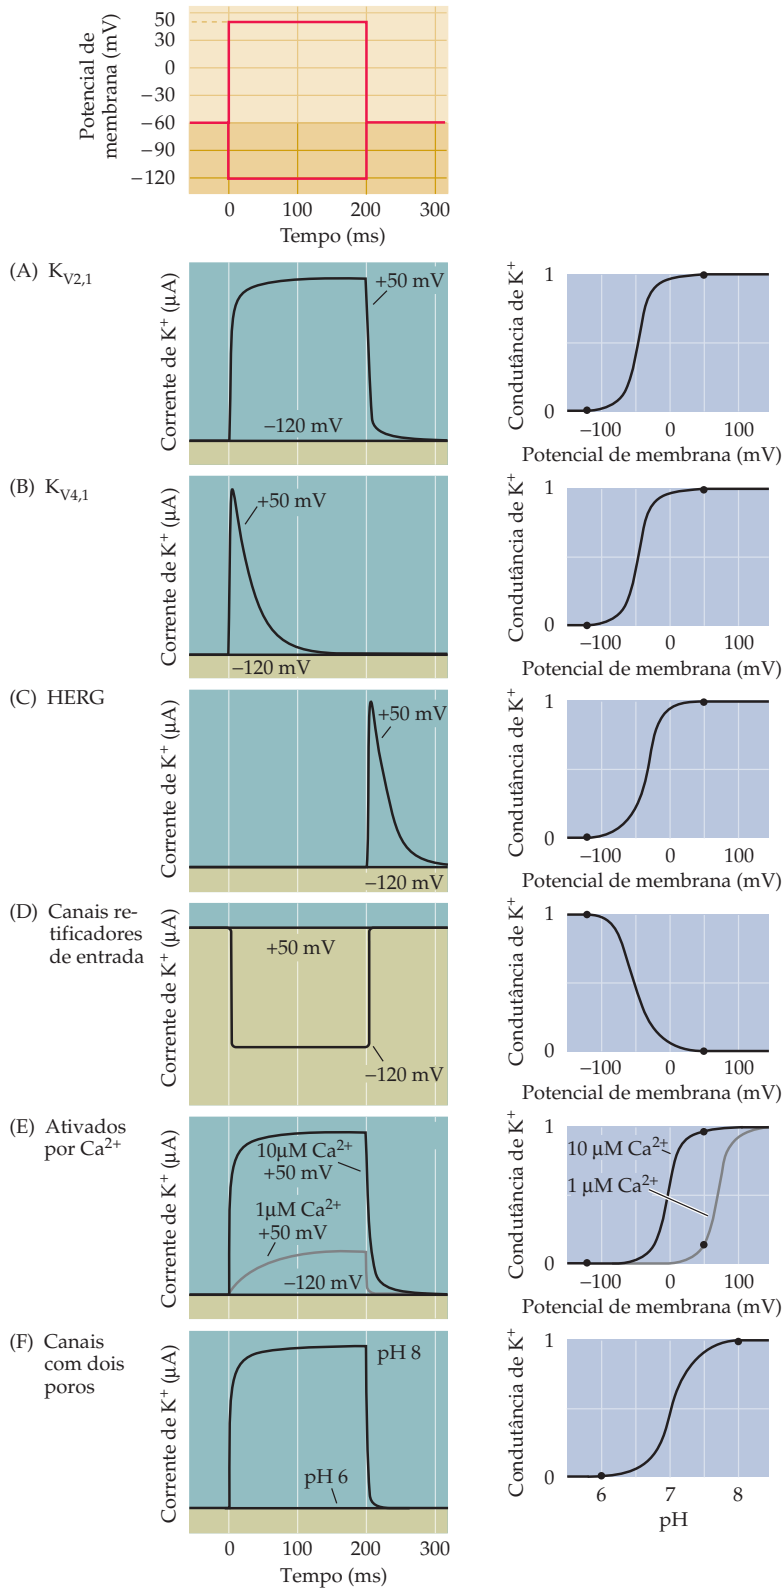 Potencial de
membrana (mV)
50
30
0
−30
−60
−90
−120
0 100 200 300
Tempo (ms)
(A) K_V2,1
Corrente de K⁺ (μA)
+50 mV
−120 mV
Condutância de K⁺
1
0
−100 0 100
Potencial de membrana (mV)
(B) K_V4,1
Corrente de K⁺ (μA)
+50 mV
−120 mV
Condutância de K⁺
1
0
−100 0 100
Potencial de membrana (mV)
(C) HERG
Corrente de K⁺ (μA)
+50 mV
−120 mV
Condutância de K⁺
1
0
−100 0 100
Potencial de membrana (mV)
(D) Canais re-
tificadores
de entrada
Corrente de K⁺ (μA)
+50 mV
−120 mV
Condutância de K⁺
1
0
−100 0 100
Potencial de membrana (mV)
(E) Ativados
por Ca²⁺
Corrente de K⁺ (μA)
10μM Ca²⁺
+50 mV
1μM Ca²⁺
+50 mV
−120 mV
Condutância de K⁺
1
0
10 μM Ca²⁺
1 μM Ca²⁺
−100 0 100
Potencial de membrana (mV)
(F) Canais
com dois
poros
Corrente de K⁺ (μA)
pH 8
pH 6
0 100 200 300
Tempo (ms)
Condutância de K⁺
1
0
6 7 8
pH